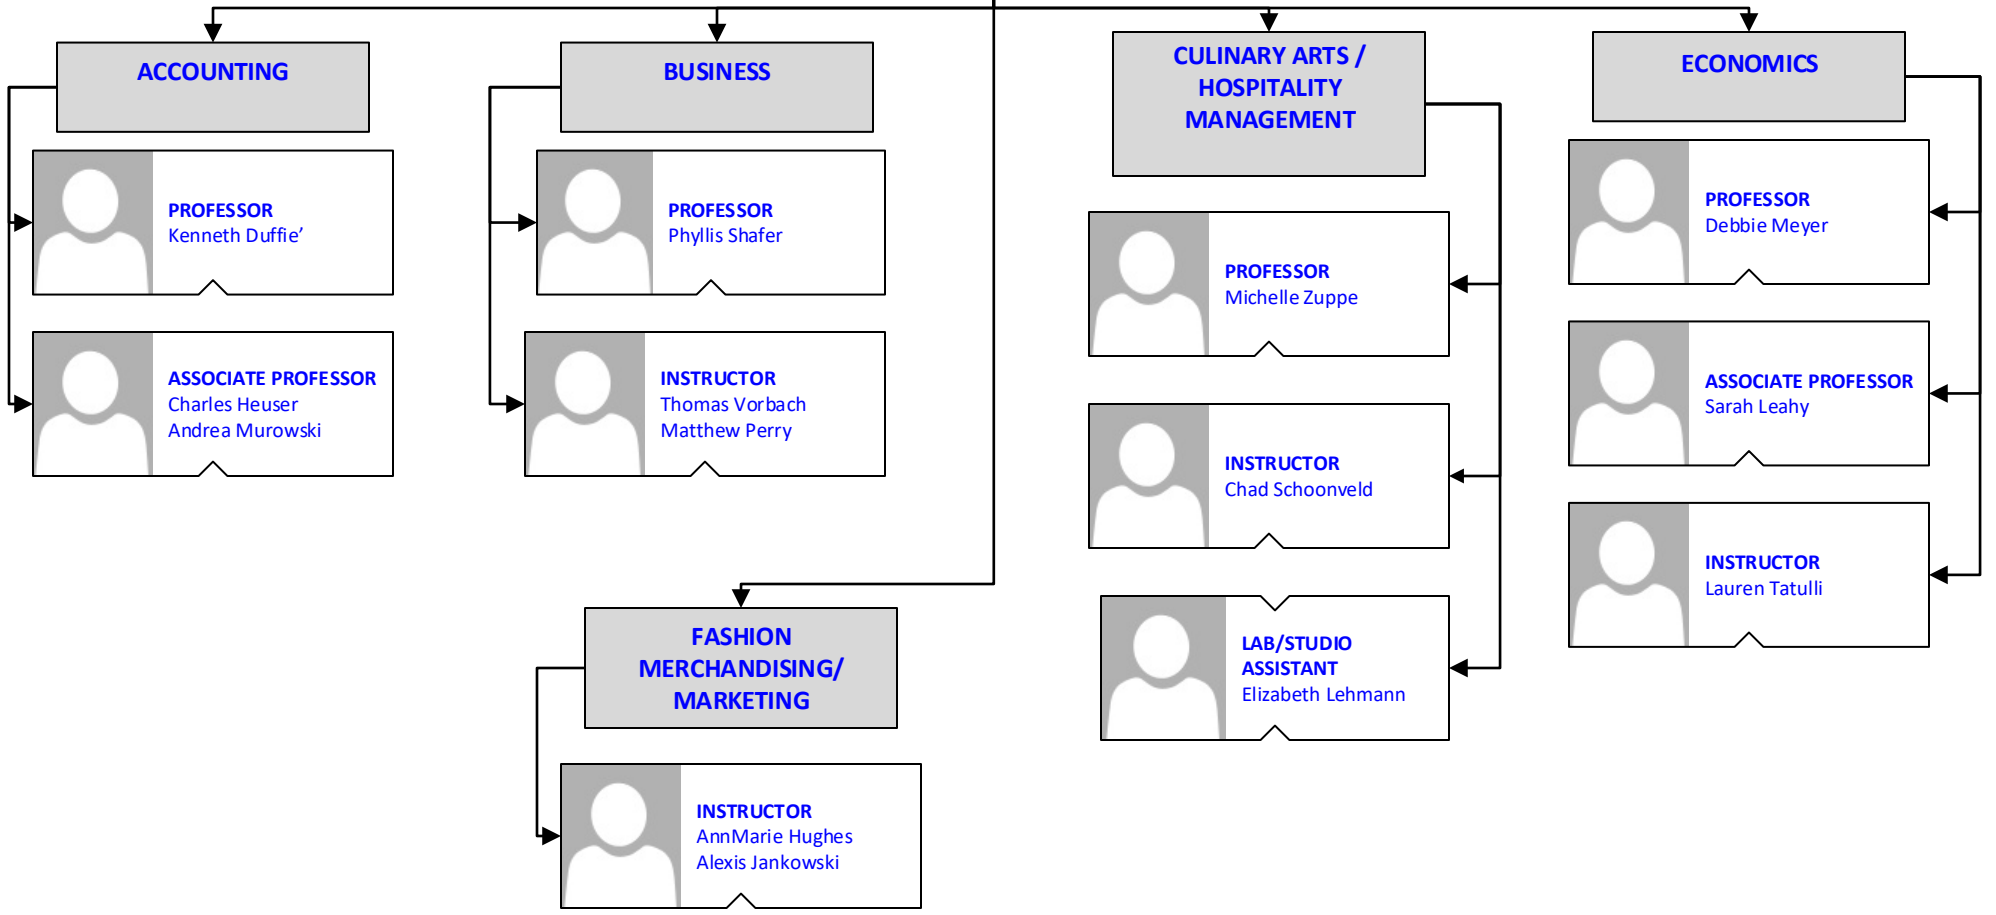 ACCOUNTING
PROFESSOR
Kenneth Duffie’
ASSOCIATE PROFESSOR
Charles Heuser
Andrea Murowski
BUSINESS
PROFESSOR
Phyllis Shafer
INSTRUCTOR
Thomas Vorbach
Matthew Perry
CULINARY ARTS /
HOSPITALITY
MANAGEMENT
PROFESSOR
Michelle Zuppe
INSTRUCTOR
Chad Schoonveld
LAB/STUDIO
ASSISTANT
Elizabeth Lehmann
ECONOMICS
PROFESSOR
Debbie Meyer
ASSOCIATE PROFESSOR
Sarah Leahy
INSTRUCTOR
Lauren Tatulli
FASHION
MERCHANDISING/
MARKETING
INSTRUCTOR
AnnMarie Hughes
Alexis Jankowski